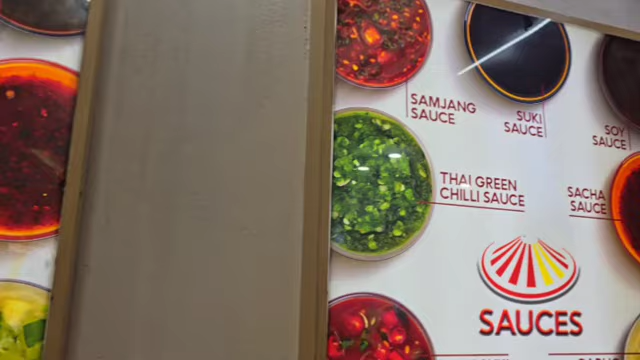 SAMJANG
SAUCE
SUKI
SAUCE
SOY
SAUCE
THAI GREEN
CHILLI SAUCE
SACHA
SAUCE
SAUCES